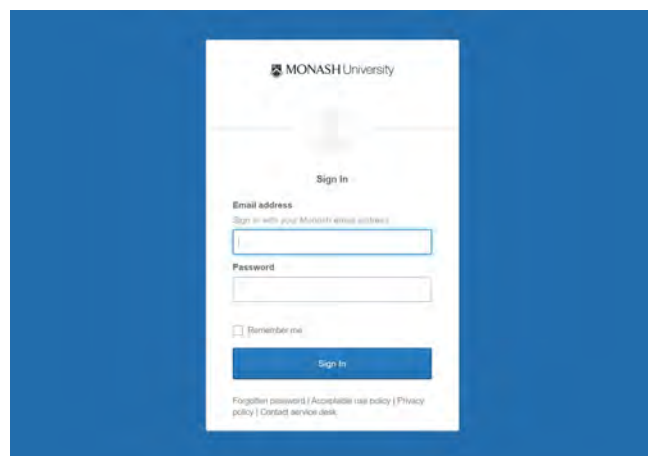 MONASH University
Sign In
Email address
Sign in with your Monash email address
Password
Remember me
Sign In
Forgotten password | Acceptable use policy | Privacy
policy | Contact service desk